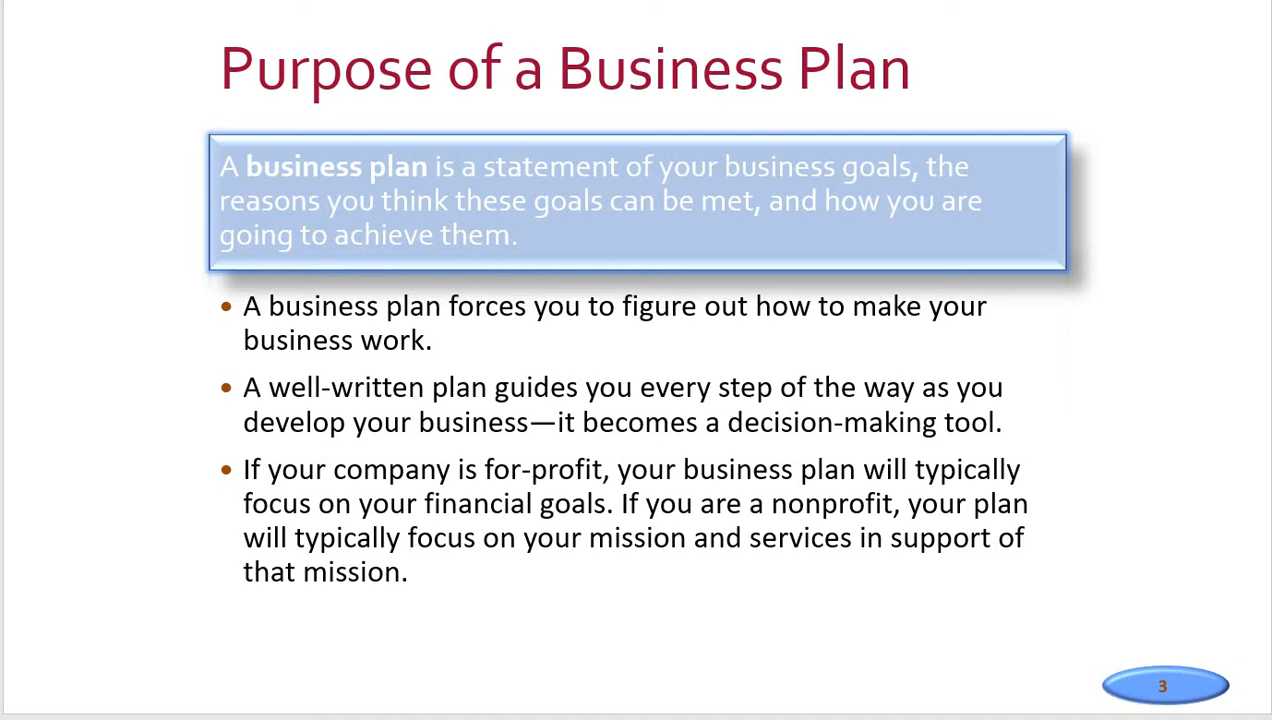 Purpose of a Business Plan
A business plan is a statement of your business goals, the
reasons you think these goals can be met, and how you are
going to achieve them.
• A business plan forces you to figure out how to make your
business work.
• A well-written plan guides you every step of the way as you
develop your business—it becomes a decision-making tool.
• If your company is for-profit, your business plan will typically
focus on your financial goals. If you are a nonprofit, your plan
will typically focus on your mission and services in support of
that mission.
3